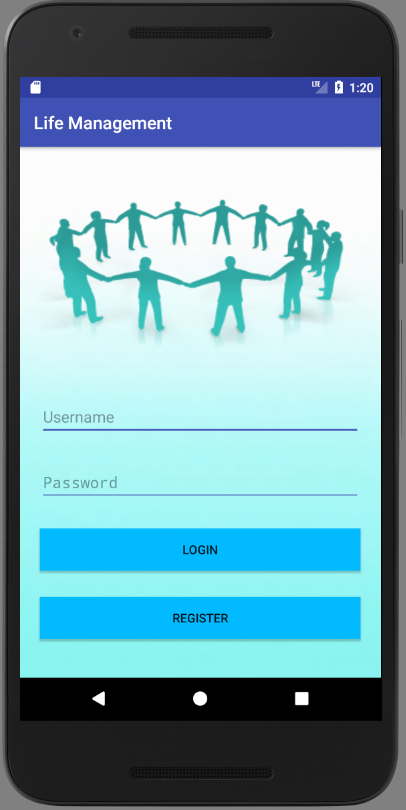 LTE 1:20
Life Management
Username
Password
LOGIN
REGISTER